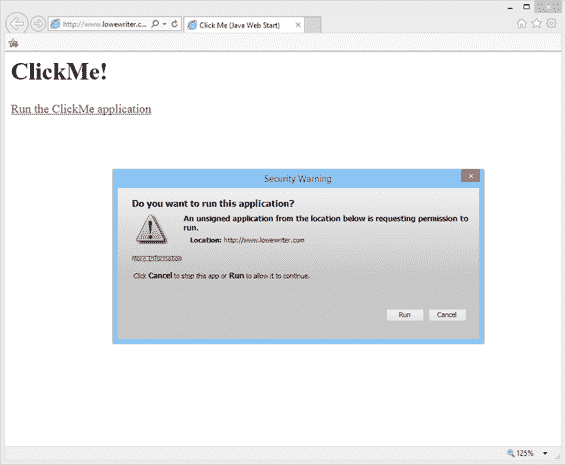 http://www.lowewriter.c...
Click Me (Java Web Start)
ClickMe!
Run the ClickMe application
Security Warning
Do you want to run this application?
An unsigned application from the location below is requesting permission to
run.
Location: http://www.lowewriter.com
More Information
Click Cancel to stop this app or Run to allow it to continue.
Run Cancel
125%